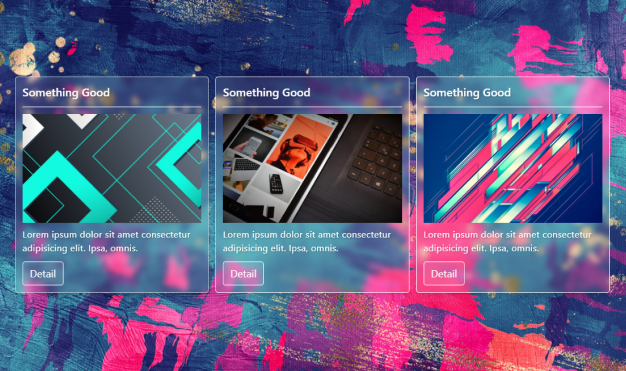 Something Good
Lorem ipsum dolor sit amet consectetur
adipisicing elit. Ipsa, omnis.
Detail
Something Good
Lorem ipsum dolor sit amet consectetur
adipisicing elit. Ipsa, omnis.
Detail
Something Good
Lorem ipsum dolor sit amet consectetur
adipisicing elit. Ipsa, omnis.
Detail